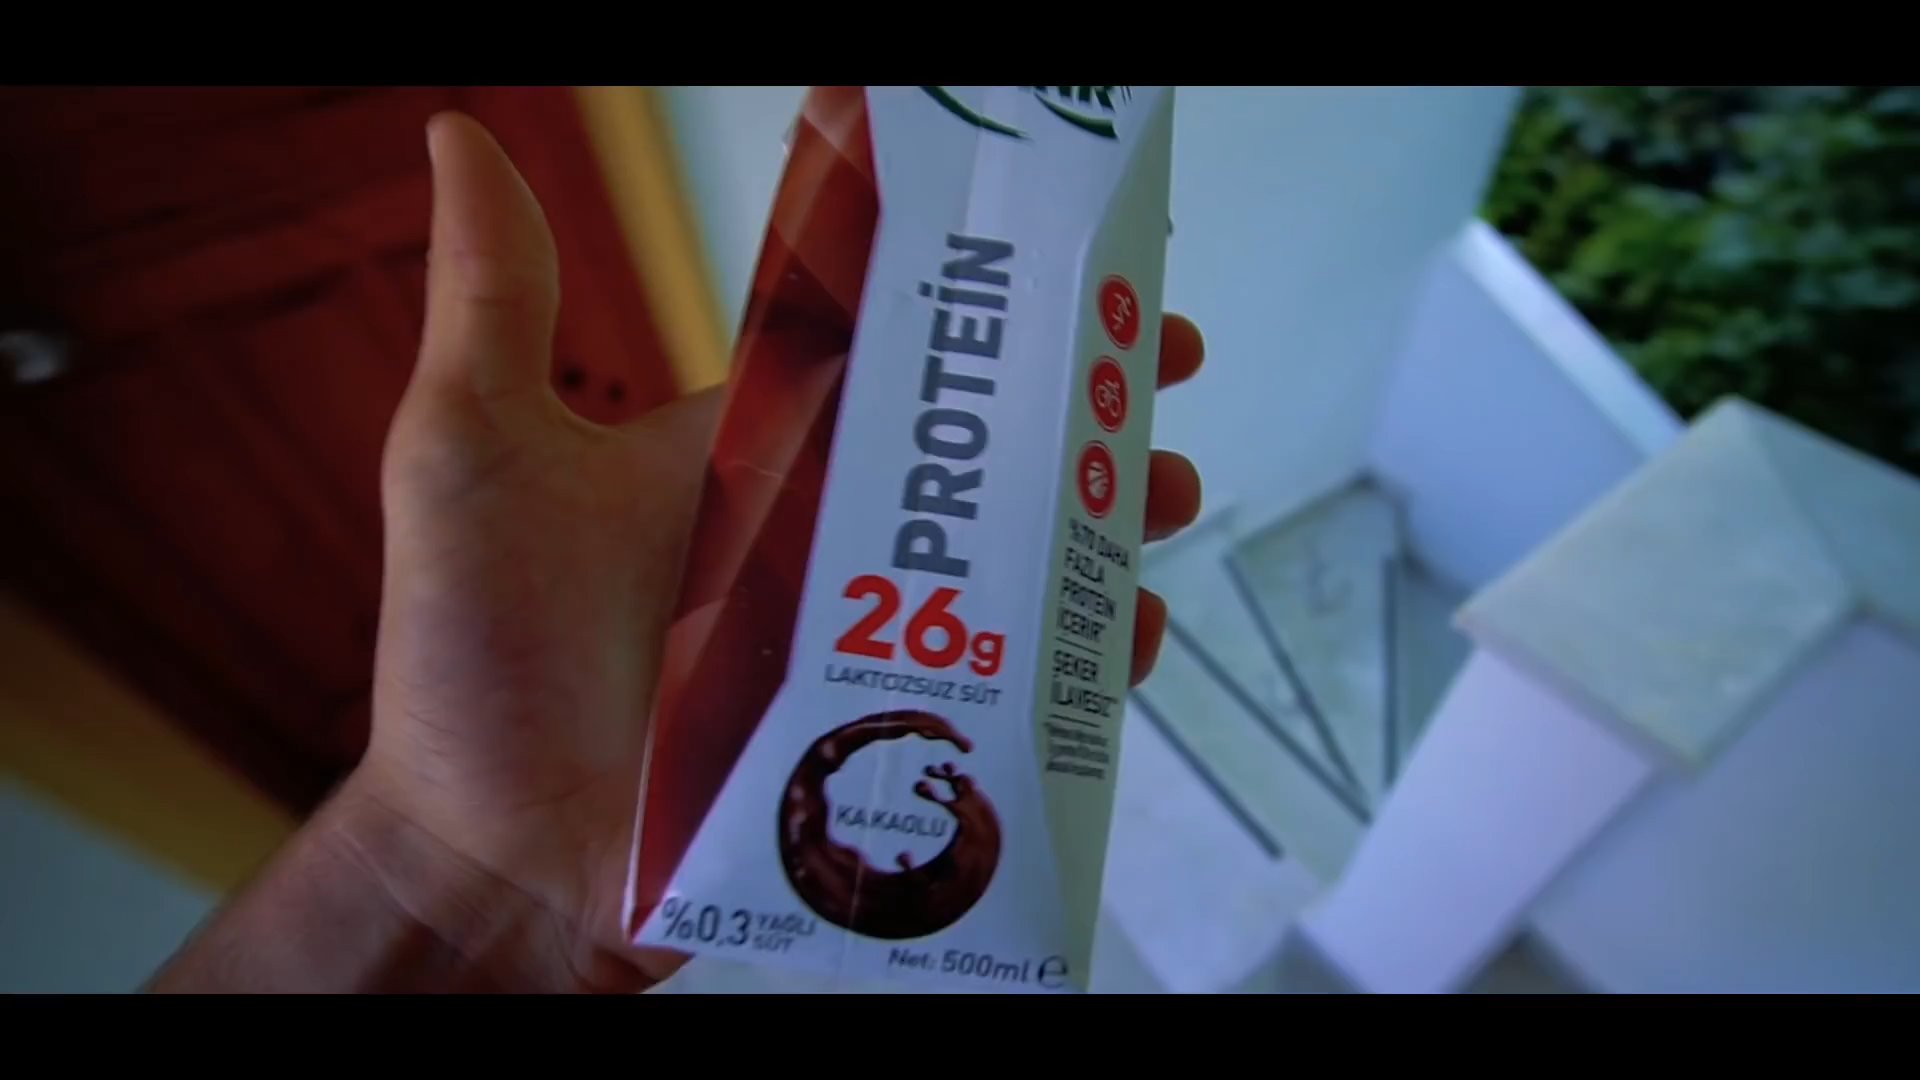 PROTEİN
26g
LAKTOZSUZ SÜT
KAKAOLU
%0,3 YAĞLI
SÜT
Net: 500ml e
%70 DAHA
FAZLA
PROTEİN
İÇERİR*
ŞEKER
İLAVESİZ**